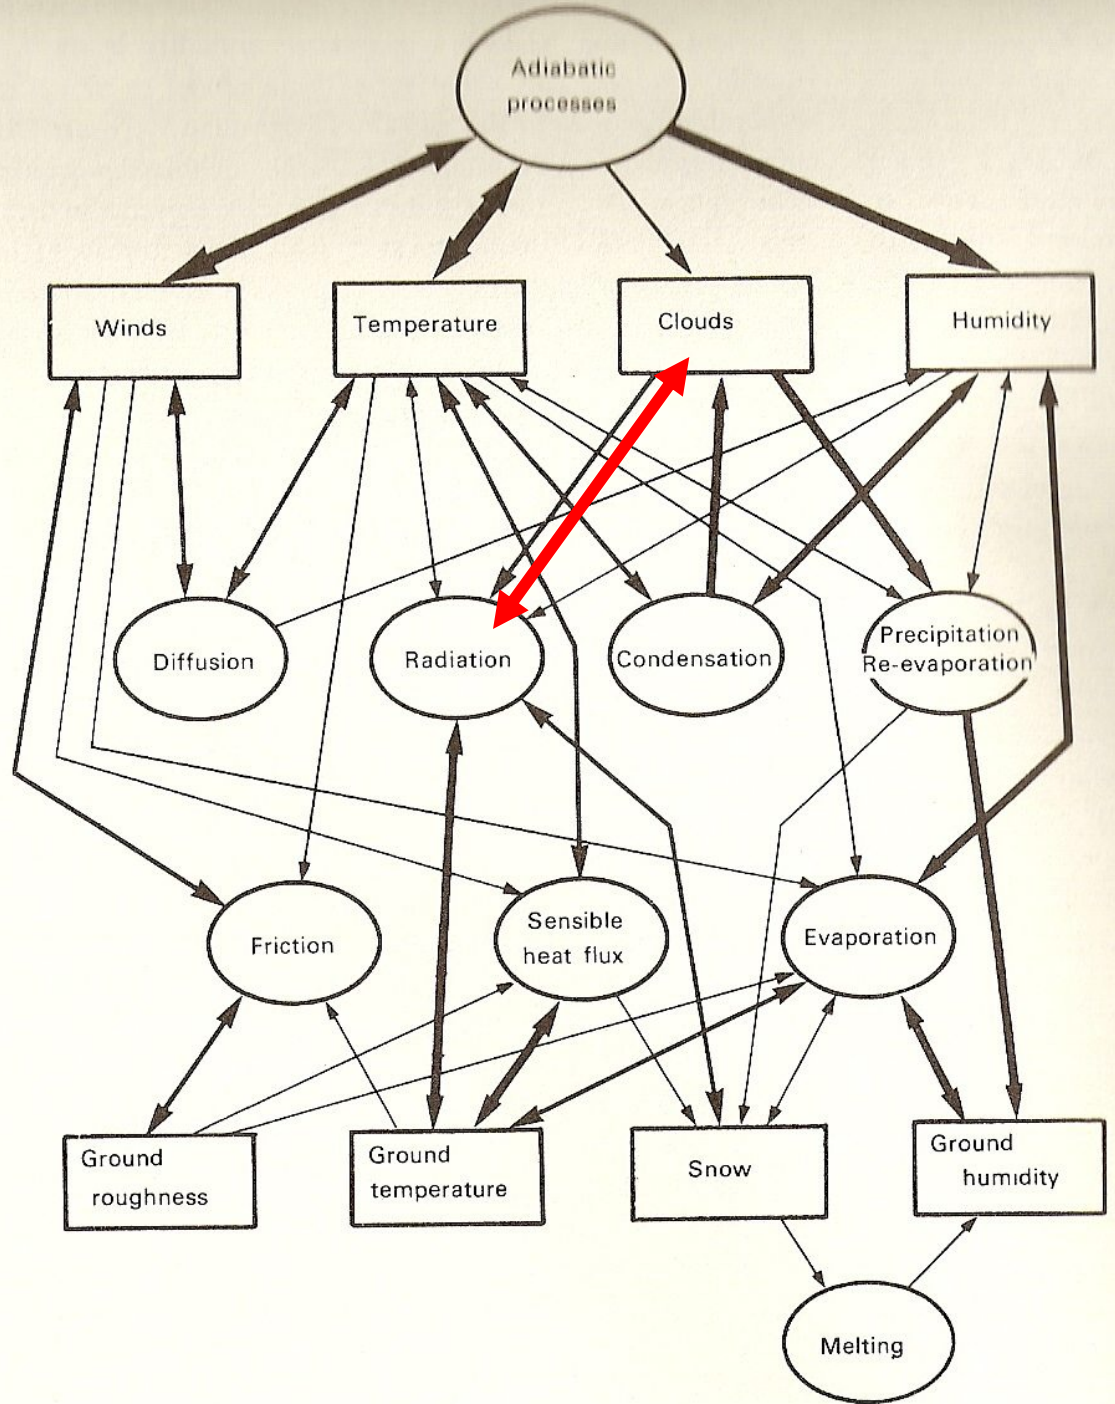 Adiabatic
processes
Winds
Temperature
Clouds
Humidity
Diffusion
Radiation
Condensation
Precipitation
Re-evaporation
Friction
Sensible
heat flux
Evaporation
Ground
roughness
Ground
temperature
Snow
Ground
humidity
Melting